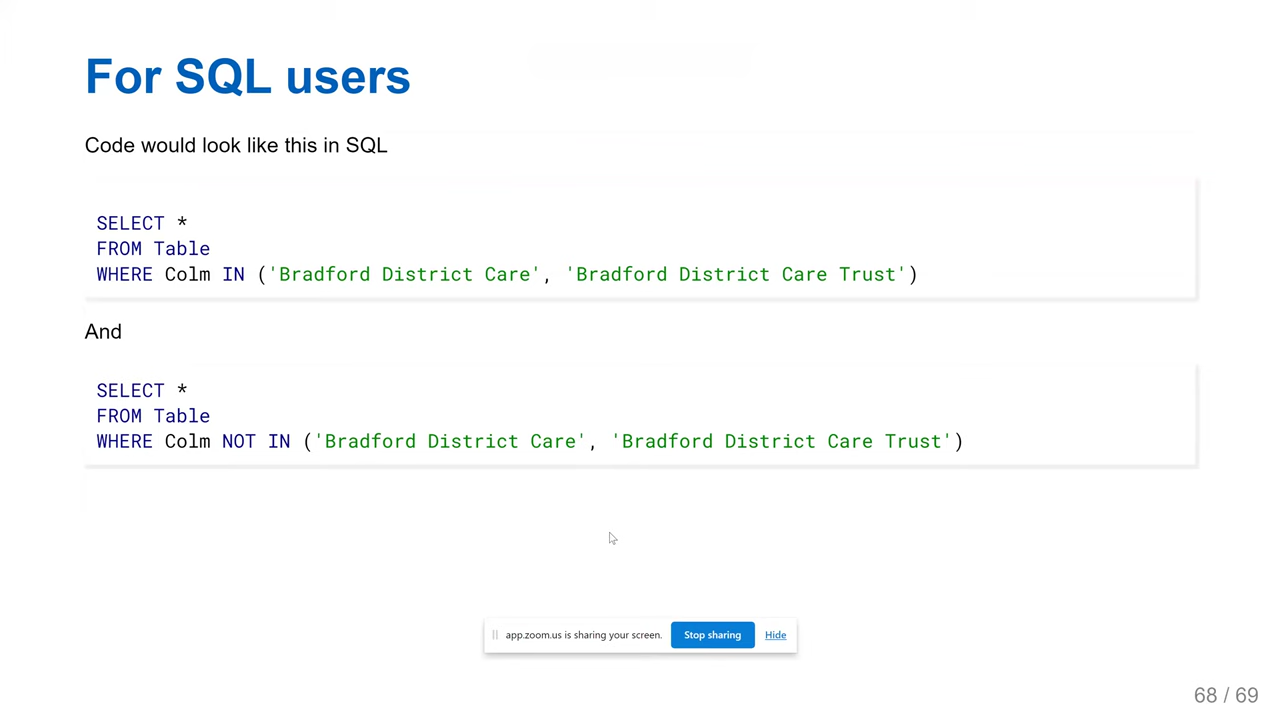 For SQL users
Code would look like this in SQL
SELECT *
FROM Table
WHERE Colm IN ('Bradford District Care', 'Bradford District Care Trust')
And
SELECT *
FROM Table
WHERE Colm NOT IN ('Bradford District Care', 'Bradford District Care Trust')
app.zoom.us is sharing your screen. Stop sharing Hide
68 / 69